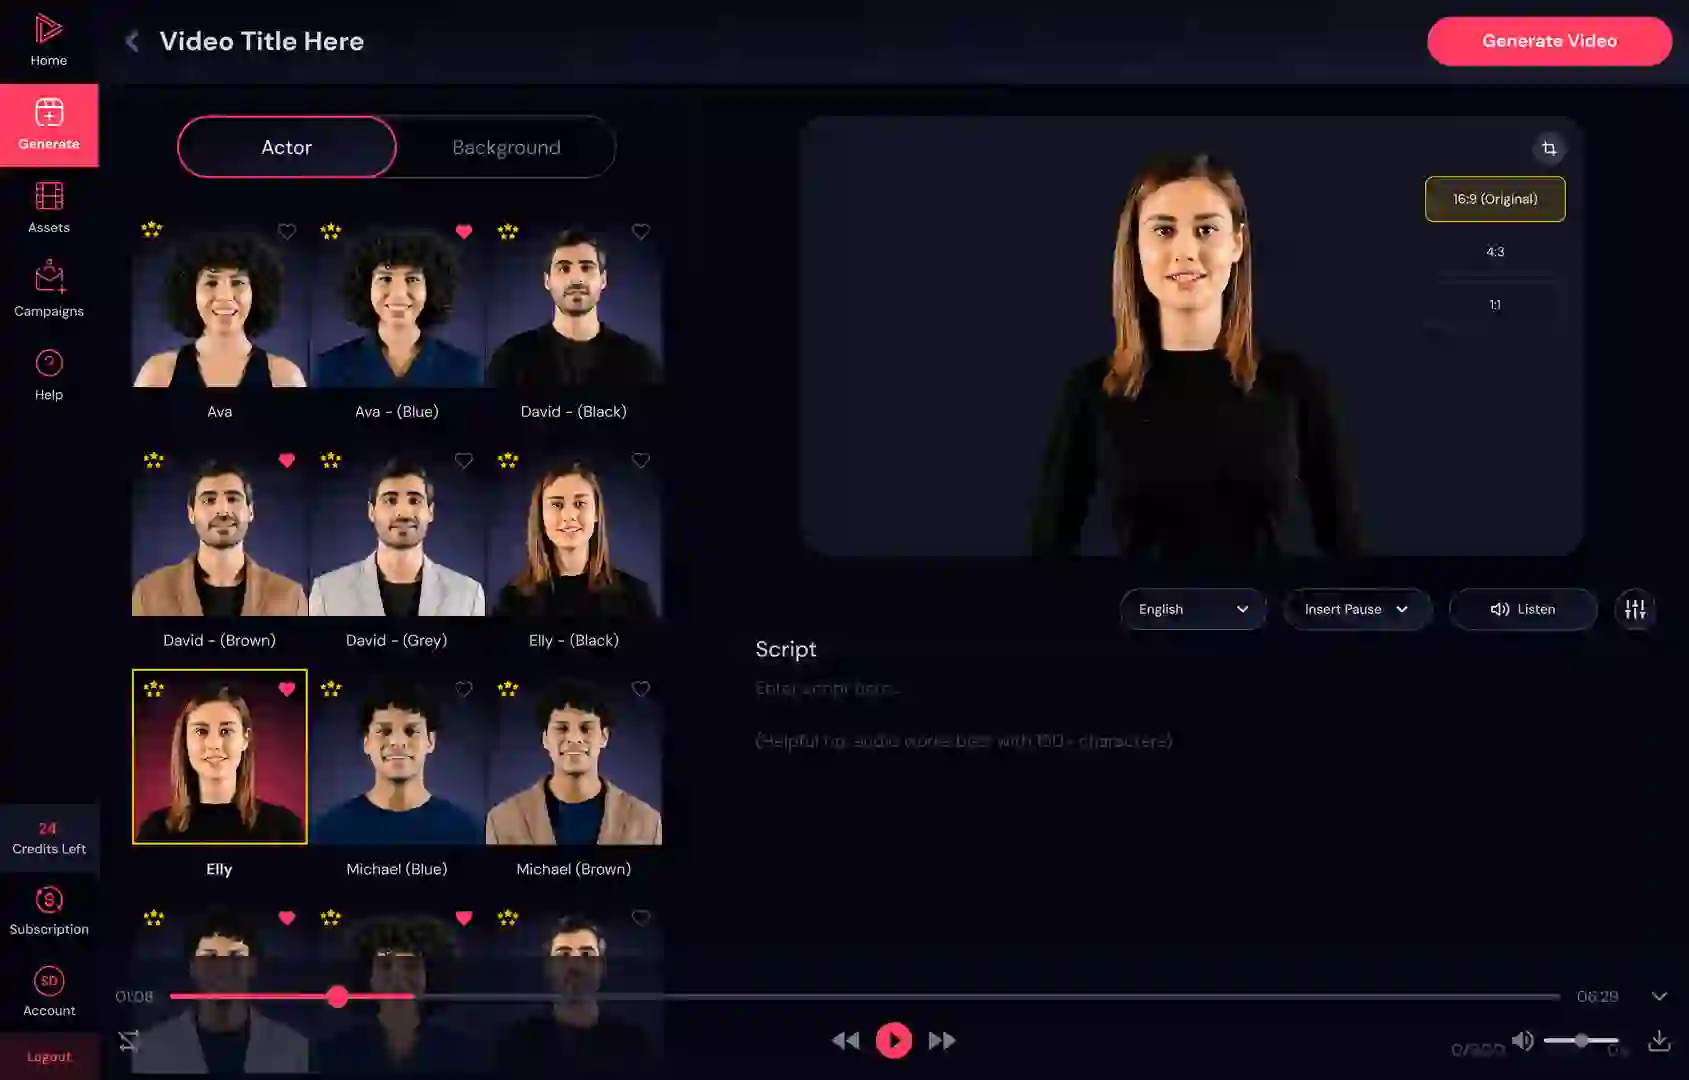 Home
Generate
Assets
Campaigns
Help
24
Credits Left
Subscription
SD
Account
Logout
Video Title Here
Generate Video
Actor
Background
Ava
Ava - (Blue)
David - (Black)
David - (Brown)
David - (Grey)
Elly - (Black)
Elly
Michael (Blue)
Michael (Brown)
16:9 (Original)
4:3
1:1
English
Insert Pause
Listen
Script
Enter script here...
(Helpful tip: audio works best with characters)
01:08
06:29